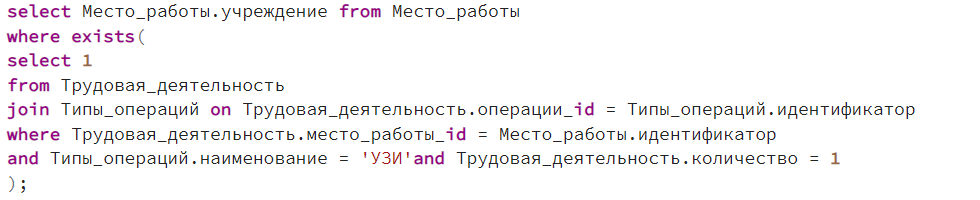 select Место_работы.учреждение from Место_работы
where exists(
select 1
from Трудовая_деятельность
join Типы_операций on Трудовая_деятельность.операции_id = Типы_операций.идентификатор
where Трудовая_деятельность.место_работы_id = Место_работы.идентификатор
and Типы_операций.наименование = 'УЗИ'and Трудовая_деятельность.количество = 1
);